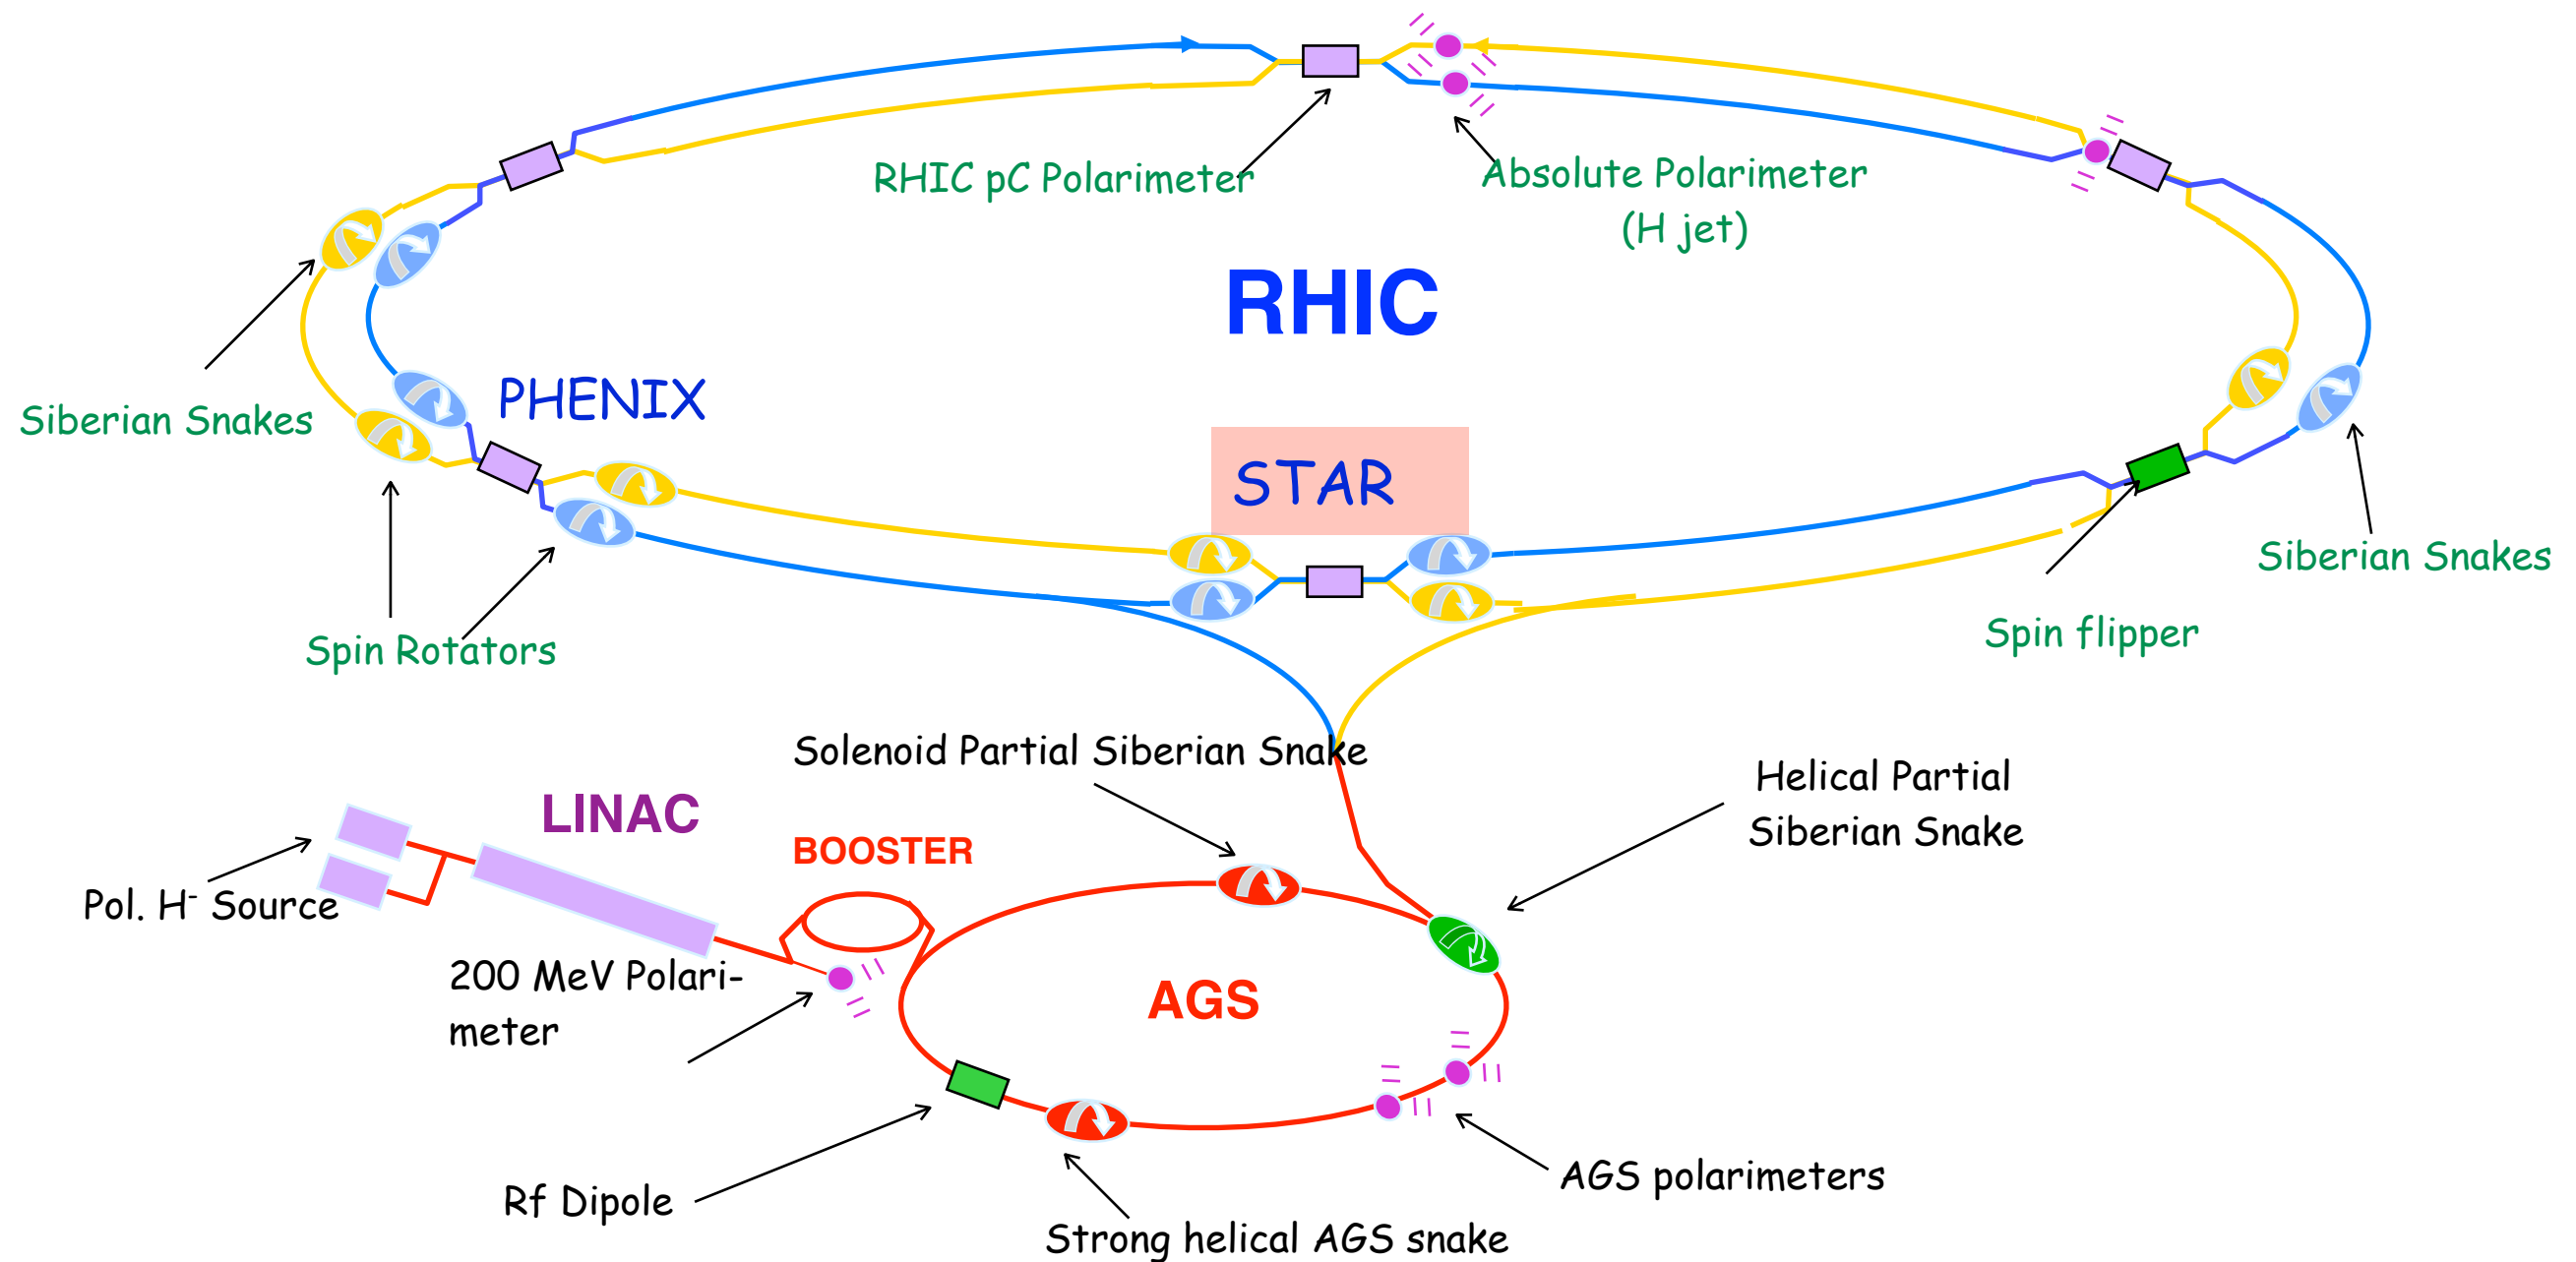 RHIC pC Polarimeter
Absolute Polarimeter
(H jet)
RHIC
Siberian Snakes
PHENIX
STAR
Siberian Snakes
Spin Rotators
Spin flipper
Solenoid Partial Siberian Snake
Helical Partial
Siberian Snake
LINAC
BOOSTER
Pol. H⁻ Source
200 MeV Polari-
meter
AGS
Rf Dipole
AGS polarimeters
Strong helical AGS snake